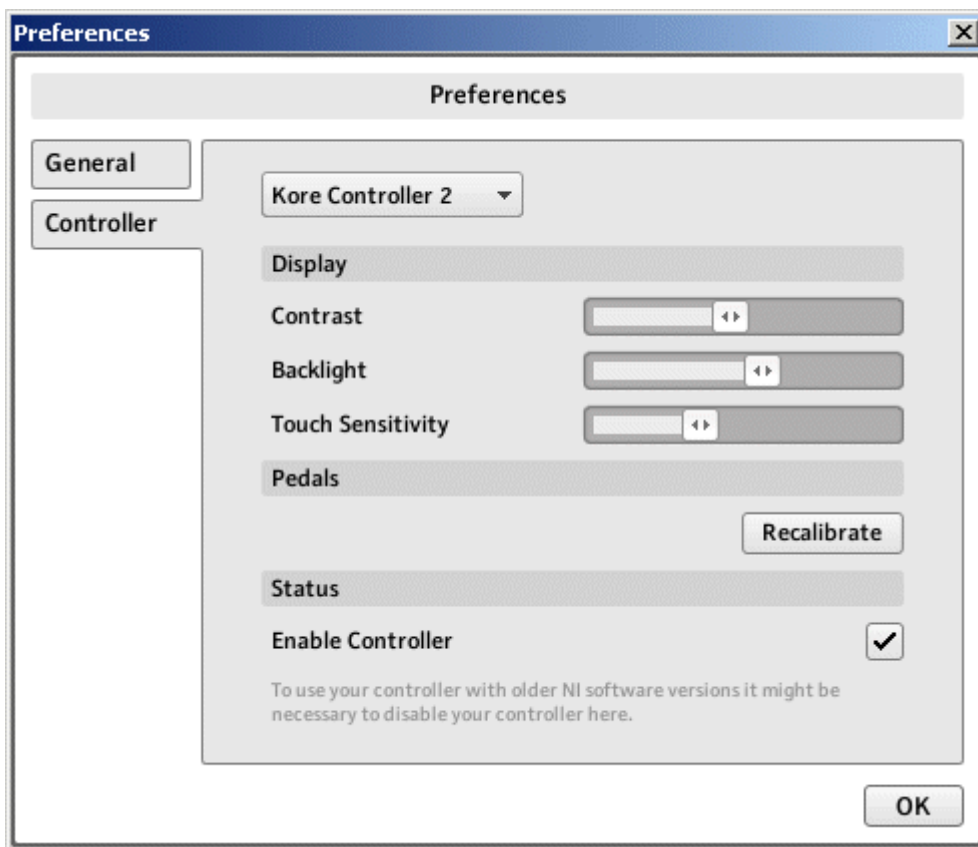 Preferences
Preferences
General
Controller
Kore Controller 2
Display
Contrast
Backlight
Touch Sensitivity
Pedals
Recalibrate
Status
Enable Controller
To use your controller with older NI software versions it might be
necessary to disable your controller here.
OK